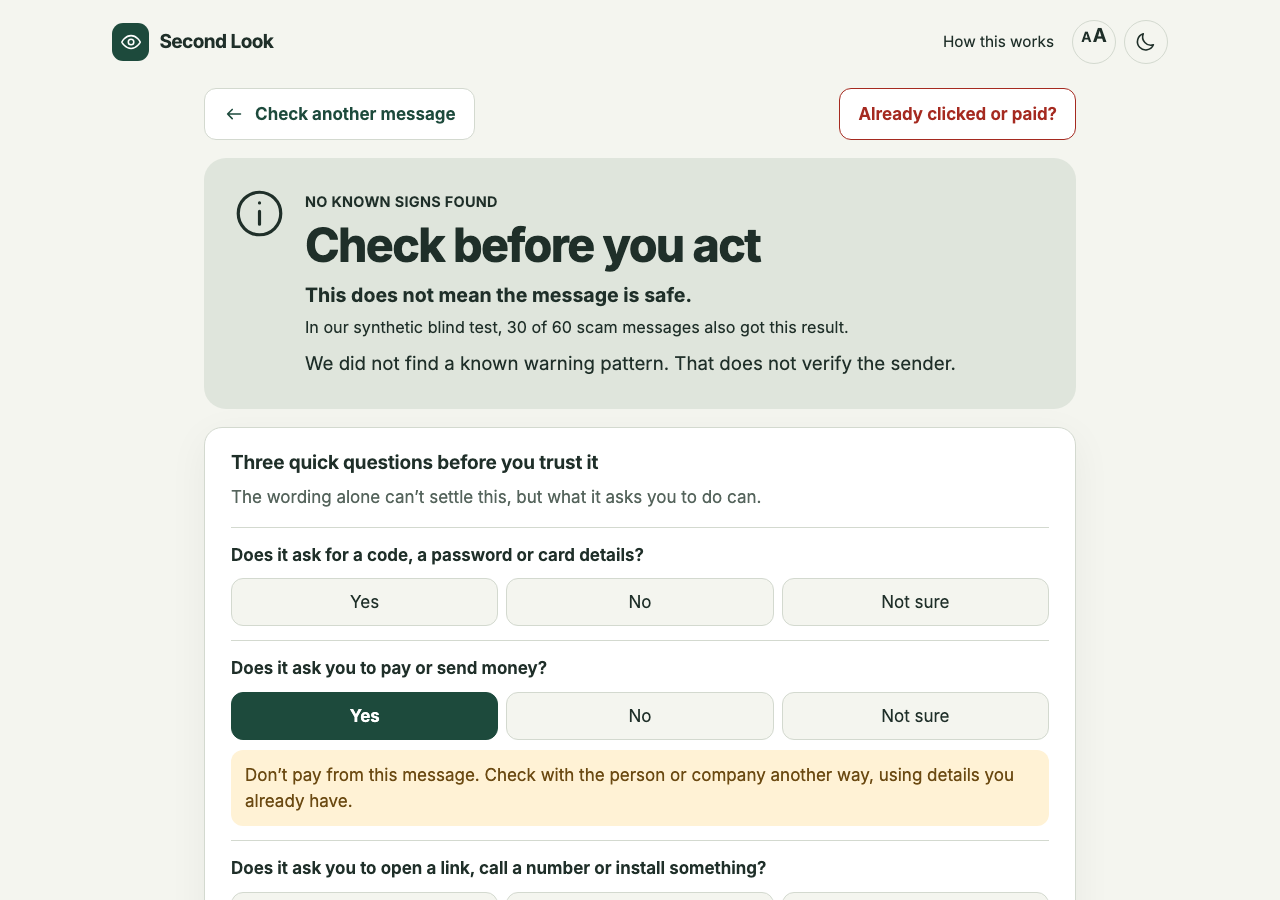 Second Look
How this works
AA
Check another message
Already clicked or paid?
NO KNOWN SIGNS FOUND
Check before you act
This does not mean the message is safe.
In our synthetic blind test, 30 of 60 scam messages also got this result.
We did not find a known warning pattern. That does not verify the sender.
Three quick questions before you trust it
The wording alone can’t settle this, but what it asks you to do can.
Does it ask for a code, a password or card details?
Yes
No
Not sure
Does it ask you to pay or send money?
Yes
No
Not sure
Don’t pay from this message. Check with the person or company another way, using details you
already have.
Does it ask you to open a link, call a number or install something?